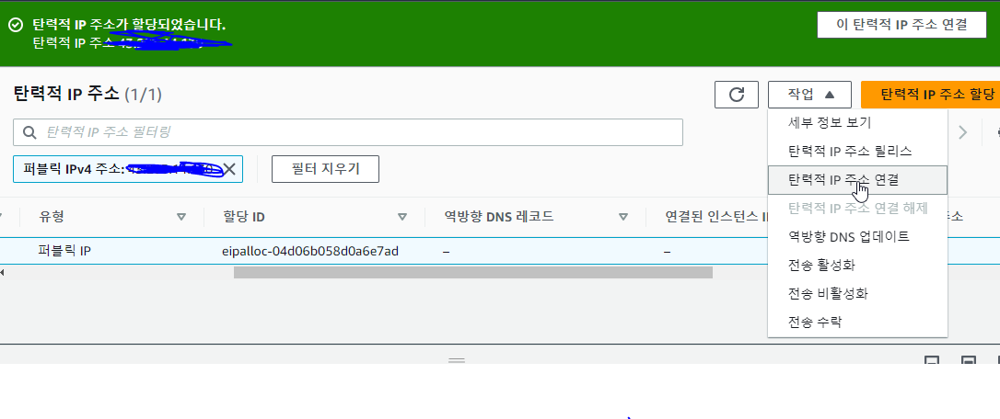 탄력적 IP 주소가 할당되었습니다.
탄력적 IP 주소
이 탄력적 IP 주소 연결
탄력적 IP 주소 (1/1)
작업
탄력적 IP 주소 할당
탄력적 IP 주소 필터링
퍼블릭 IPv4 주소:
필터 지우기
세부 정보 보기
탄력적 IP 주소 릴리스
탄력적 IP 주소 연결
탄력적 IP 주소 연결 해제
역방향 DNS 업데이트
전송 활성화
전송 비활성화
전송 수락
유형 할당 ID 역방향 DNS 레코드 연결된 인스턴스 주소
퍼블릭 IP eipalloc-04d06b058d0a6e7ad – –